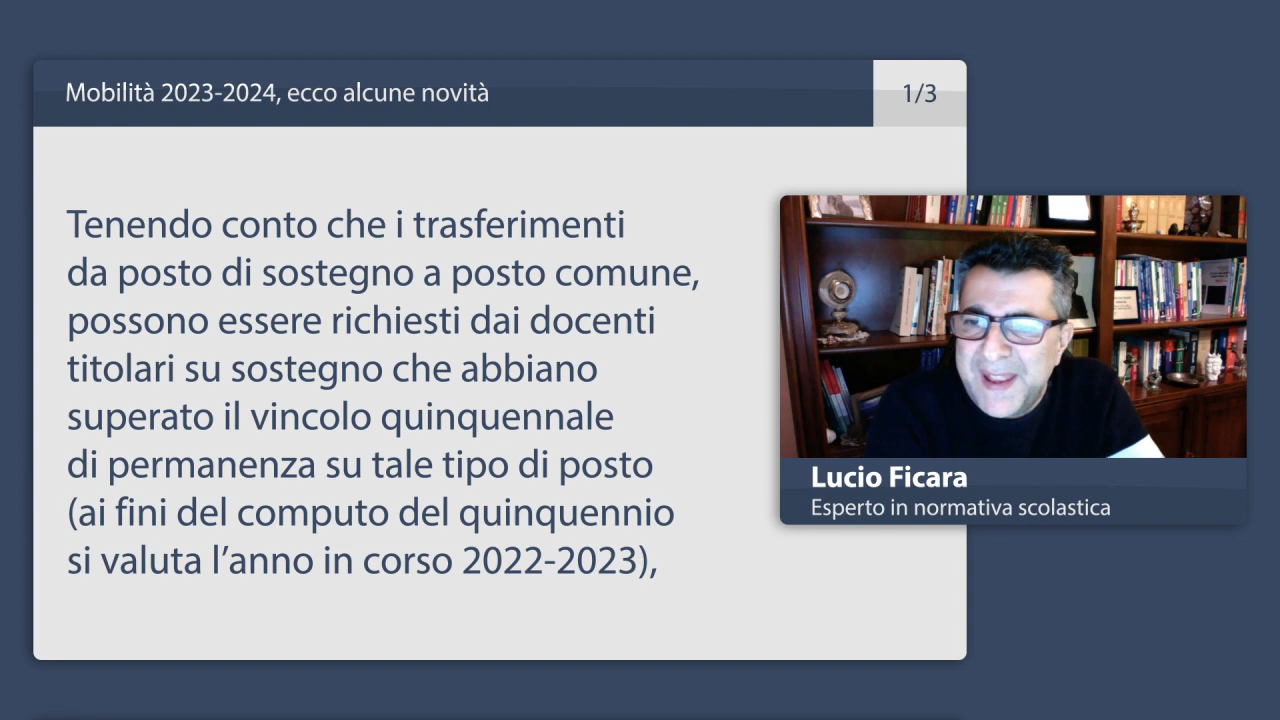 Mobilità 2023-2024, ecco alcune novità
1/3
Tenendo conto che i trasferimenti
da posto di sostegno a posto comune,
possono essere richiesti dai docenti
titolari su sostegno che abbiano
superato il vincolo quinquennale
di permanenza su tale tipo di posto
(ai fini del computo del quinquennio
si valuta l’anno in corso 2022-2023),
Lucio Ficara
Esperto in normativa scolastica